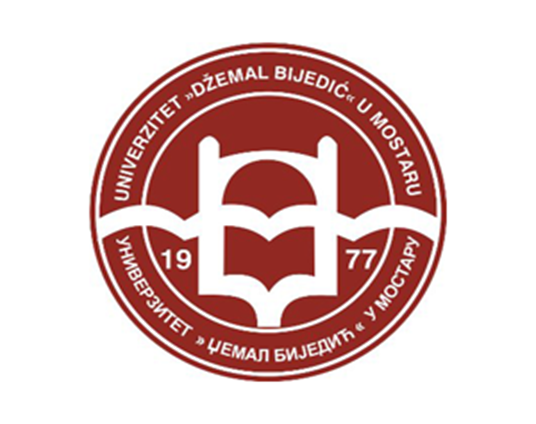 UNIVERZITET »DŽEMAL BIJEDIĆ« U MOSTARU
19 77
УНИВЕРЗИТЕТ » ЏЕМАЛ БИЈЕДИЋ « У МОСТАРУ